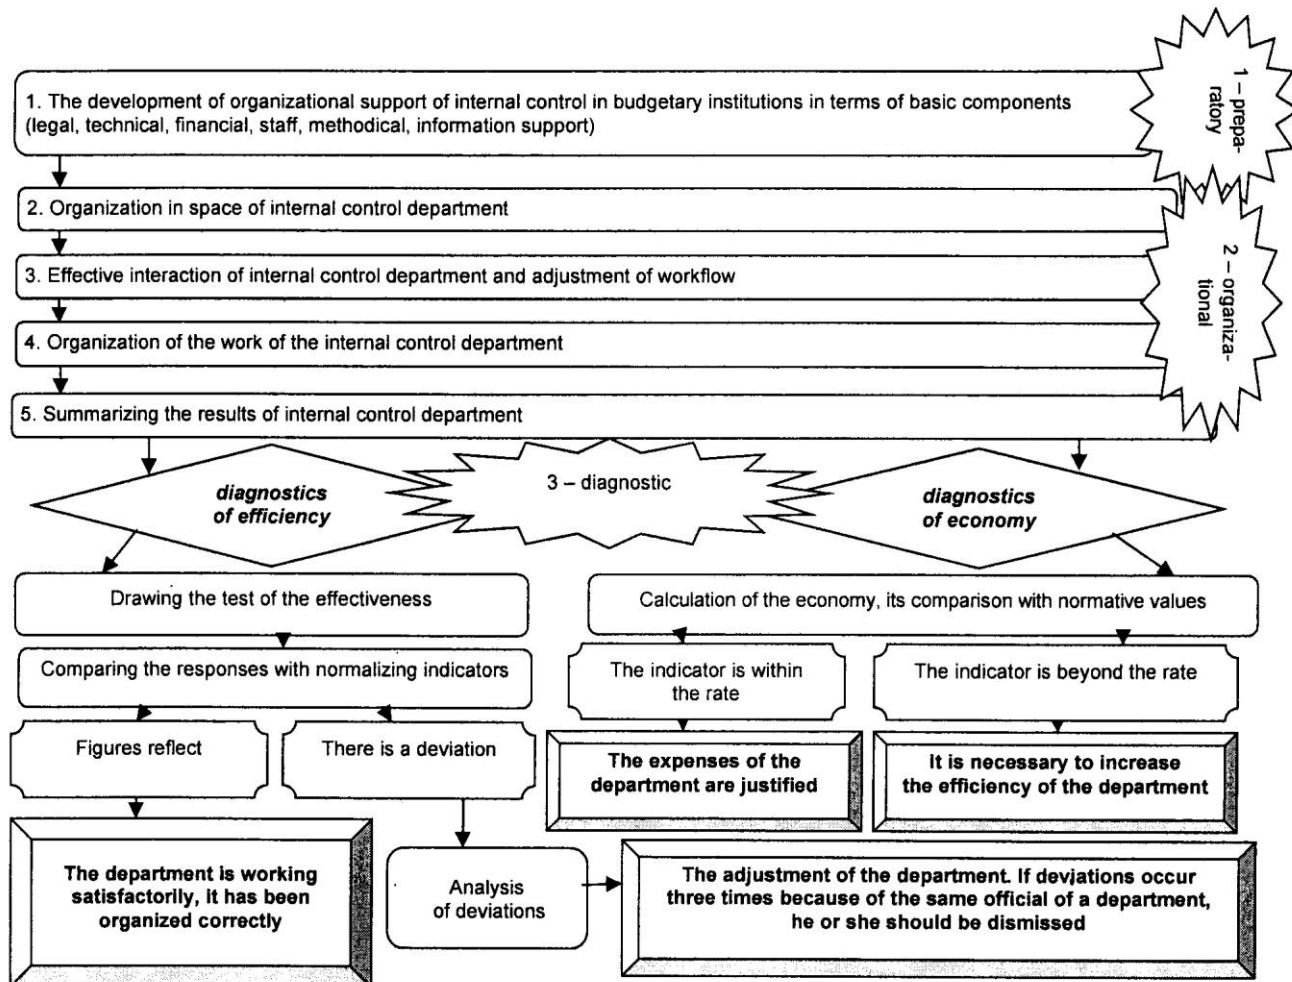 1. The development of organizational support of internal control in budgetary institutions in terms of basic components
(legal, technical, financial, staff, methodical, information support)
1 – prepa-
ratory
2. Organization in space of internal control department
3. Effective interaction of internal control department and adjustment of workflow
2 – organiza-
tional
4. Organization of the work of the internal control department
5. Summarizing the results of internal control department
diagnostics
of efficiency
3 – diagnostic
diagnostics
of economy
Drawing the test of the effectiveness
Calculation of the economy, its comparison with normative values
Comparing the responses with normalizing indicators
The indicator is within
the rate
The indicator is beyond the rate
Figures reflect
There is a deviation
The expenses of the
department are justified
It is necessary to increase
the efficiency of the department
The department is working
satisfactorily, it has been
organized correctly
Analysis
of deviations
The adjustment of the department. If deviations occur
three times because of the same official of a department,
he or she should be dismissed